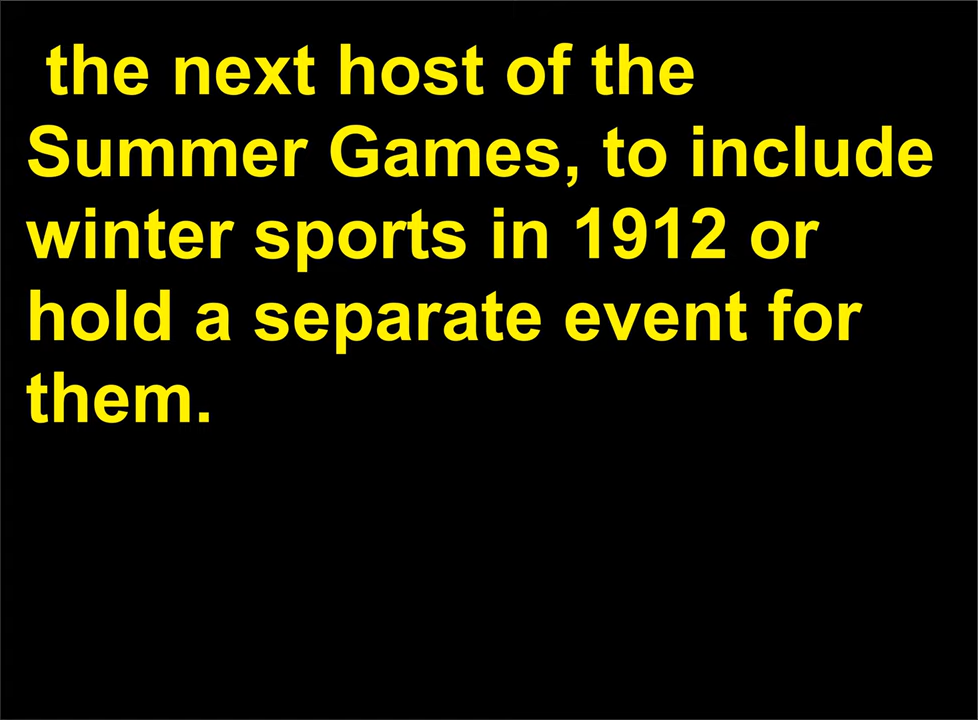 the next host of the
Summer Games, to include
winter sports in 1912 or
hold a separate event for
them.